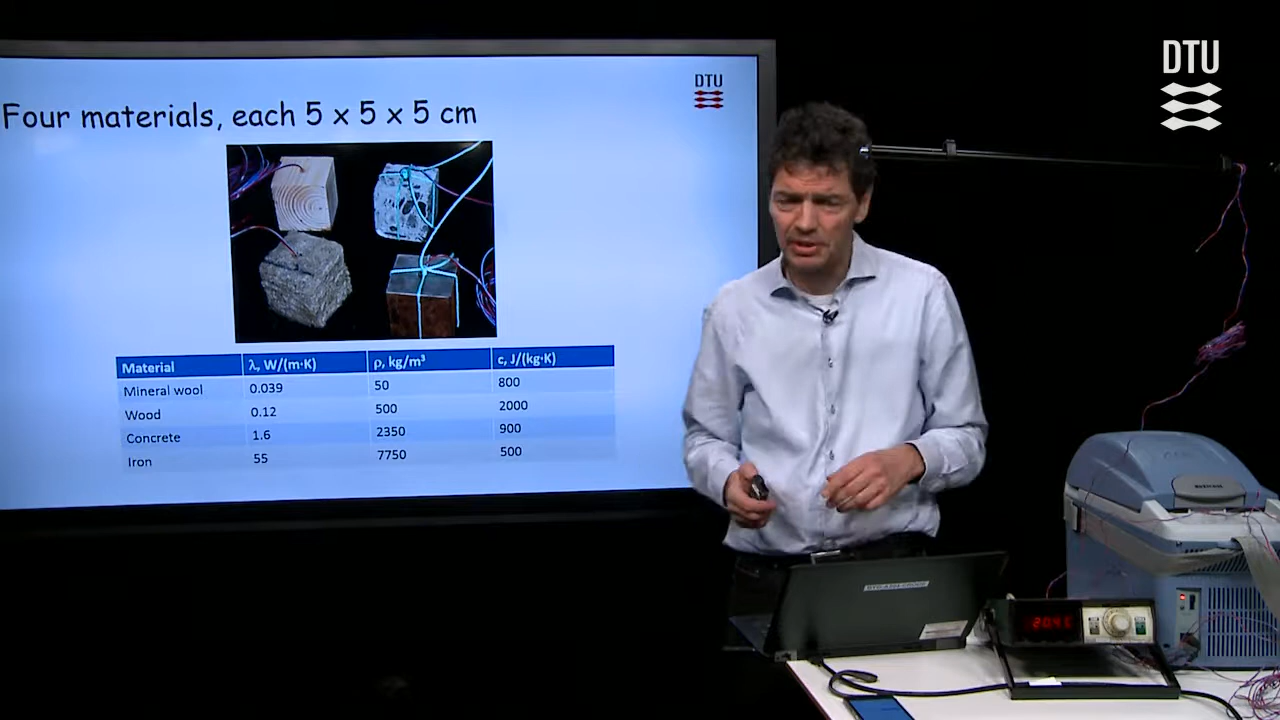 DTU
DTU
Four materials, each 5 x 5 x 5 cm
Material λ, W/(m·K) ρ, kg/m³ c, J/(kg·K)
Mineral wool 0.039 50 800
Wood 0.12 500 2000
Concrete 1.6 2350 900
Iron 55 7750 500